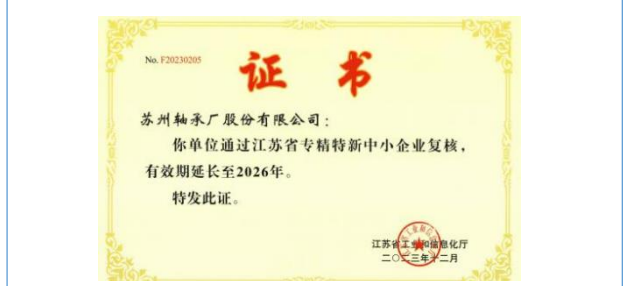 No. F20230205
证 书
苏州轴承厂股份有限公司：
你单位通过江苏省专精特新中小企业复核，
有效期延长至2026年。
特发此证。
江苏省工业和信息化厅
二〇二三年十二月